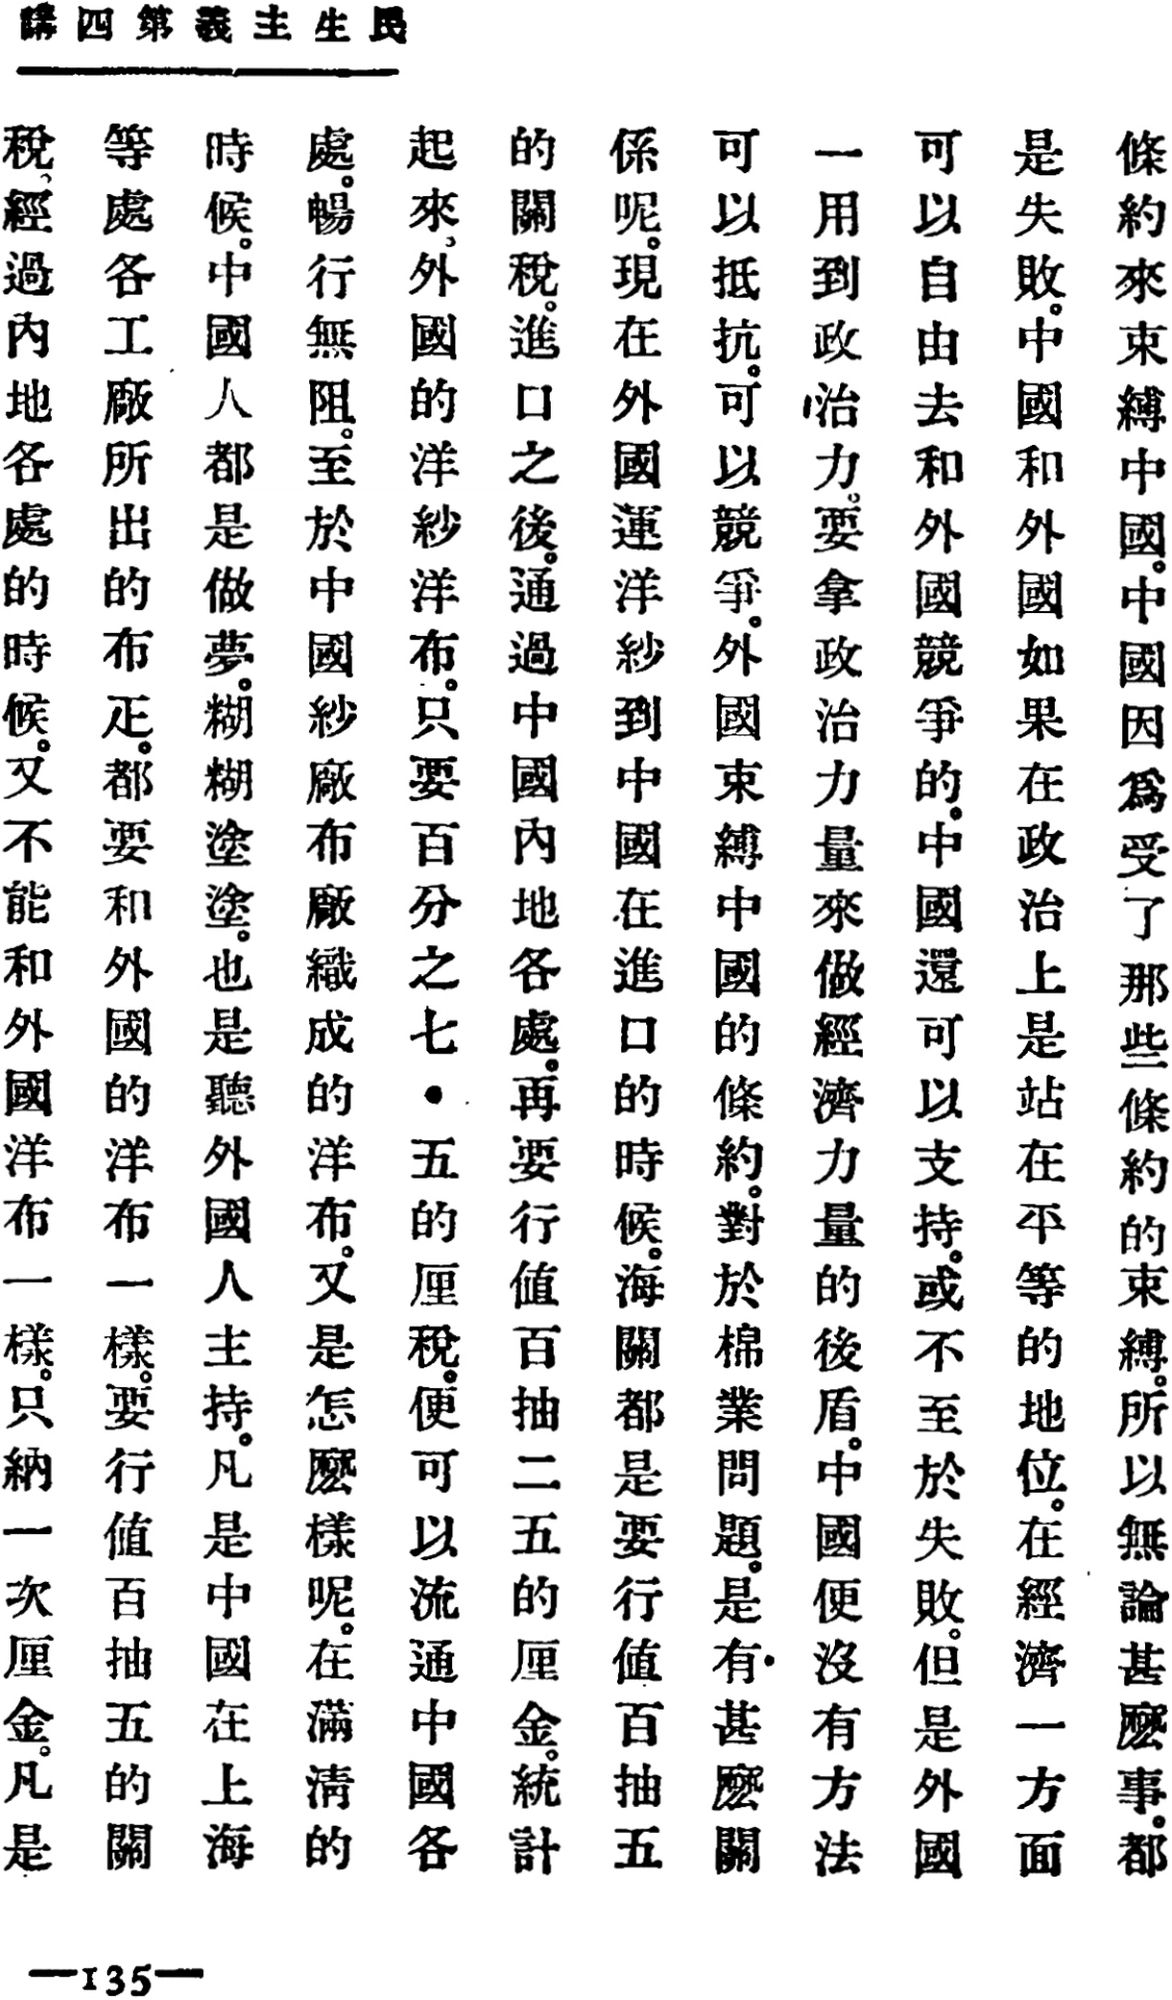 民生主義第四講
條約來束縛中國。中國因爲受了那些條約的束縛。所以無論甚麼事。都
是失敗。中國和外國如果在政治上是站在平等的地位。在經濟一方面
可以自由去和外國競爭的。中國還可以支持。或不至於失敗。但是外國
一用到政治力。要拿政治力量來做經濟力量的後盾。中國便沒有方法
可以抵抗。可以競爭。外國束縛中國的條約。對於棉業問題。是有甚麼關
係呢。現在外國運洋紗到中國在進口的時候。海關都是要行值百抽五
的關稅。進口之後。通過中國內地各處。再要行值百抽二五的厘金。統計
起來、外國的洋紗洋布。只要百分之七•五的厘稅。便可以流通中國各
處。暢行無阻。至於中國紗廠布廠織成的洋布。又是怎麼樣呢。在滿淸的
時候。中國人都是做夢。糊糊塗塗。也是聽外國人主持。凡是中國在上海
等處各工廠所出的布疋。都要和外國的洋布一樣。要行值百抽五的關
稅、經過內地各處的時候。又不能和外國洋布一樣。只納一次厘金。凡是
—135—